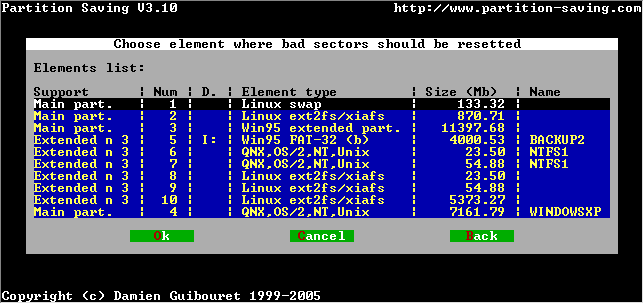 Partition Saving V3.10 http://www.partition-saving.com
Choose element where bad sectors should be resetted
Elements list:
Support ¦ Num ¦ D. ¦ Element type ¦ Size (Mb) ¦ Name
Main part. ¦ 1 ¦ ¦ Linux swap ¦ 133.32 ¦
Main part. ¦ 2 ¦ ¦ Linux ext2fs/xiafs ¦ 870.71 ¦
Main part. ¦ 3 ¦ ¦ Win95 extended part. ¦ 11397.68 ¦
Extended n 3 ¦ 5 ¦ I: ¦ Win95 FAT-32 (b) ¦ 4000.53 ¦ BACKUP2
Extended n 3 ¦ 6 ¦ ¦ QNX,OS/2,NT,Unix ¦ 23.50 ¦ NTFS1
Extended n 3 ¦ 7 ¦ ¦ QNX,OS/2,NT,Unix ¦ 54.88 ¦ NTFS1
Extended n 3 ¦ 8 ¦ ¦ Linux ext2fs/xiafs ¦ 23.50 ¦
Extended n 3 ¦ 9 ¦ ¦ Linux ext2fs/xiafs ¦ 54.88 ¦
Extended n 3 ¦ 10 ¦ ¦ Linux ext2fs/xiafs ¦ 5373.27 ¦
Main part. ¦ 4 ¦ ¦ QNX,OS/2,NT,Unix ¦ 7161.79 ¦ WINDOWSXP
Ok Cancel Back
Copyright (c) Damien Guibouret 1999-2005